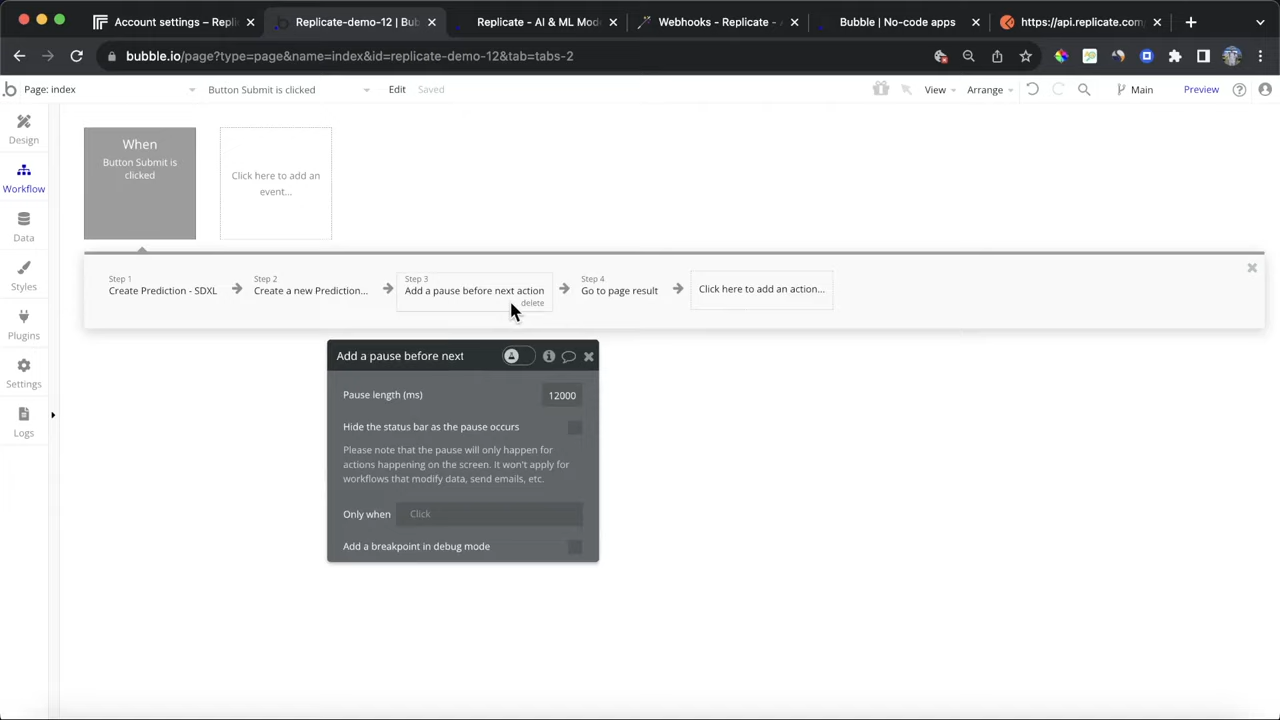 Account settings – Repli
Replicate-demo-12 | Bub
Replicate - AI & ML Mode
Webhooks - Replicate - A
Bubble | No-code apps
https://api.replicate.com
bubble.io/page?type=page&name=index&id=replicate-demo-12&tab=tabs-2
Page: index
Button Submit is clicked
Edit
Saved
View
Arrange
Main
Preview
Design
Workflow
Data
Styles
Plugins
Settings
Logs
When
Button Submit is
clicked
Click here to add an
event...
Step 1
Create Prediction - SDXL
Step 2
Create a new Prediction...
Step 3
Add a pause before next action
delete
Step 4
Go to page result
Click here to add an action...
Add a pause before next
Pause length (ms)
12000
Hide the status bar as the pause occurs
Please note that the pause will only happen for
actions happening on the screen. It won't apply for
workflows that modify data, send emails, etc.
Only when
Click
Add a breakpoint in debug mode